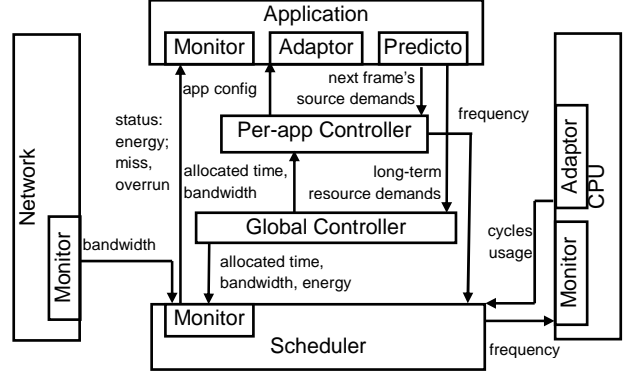 Application
Monitor
Adaptor
Predicto
app config
next frame's
source demands
status:
energy;
miss,
overrun
frequency
Per-app Controller
allocated time,
bandwidth
long-term
resource demands
Global Controller
Network
Monitor
bandwidth
allocated time,
bandwidth, energy
Adaptor
CPU
Monitor
cycles
usage
Monitor
Scheduler
frequency